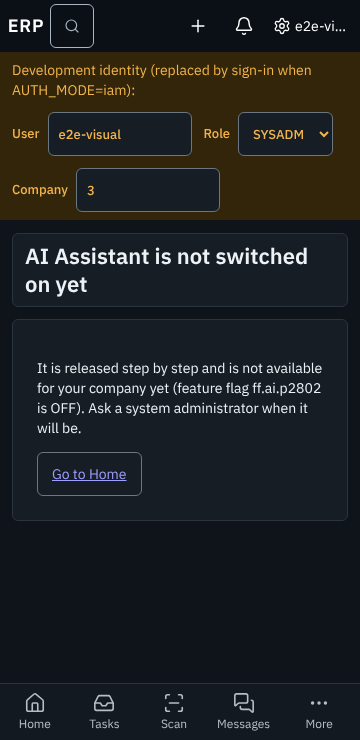 ERP
e2e-vi...
Development identity (replaced by sign-in when
AUTH_MODE=iam):
User e2e-visual Role SYSADM
Company 3
AI Assistant is not switched
on yet
It is released step by step and is not available
for your company yet (feature flag ff.ai.p2802
is OFF). Ask a system administrator when it
will be.
Go to Home
Home Tasks Scan Messages More